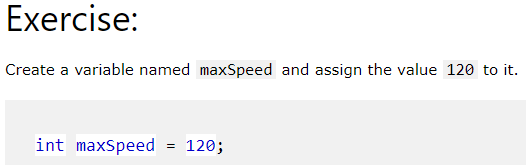 Exercise:
Create a variable named maxSpeed and assign the value 120 to it.
int maxSpeed = 120;